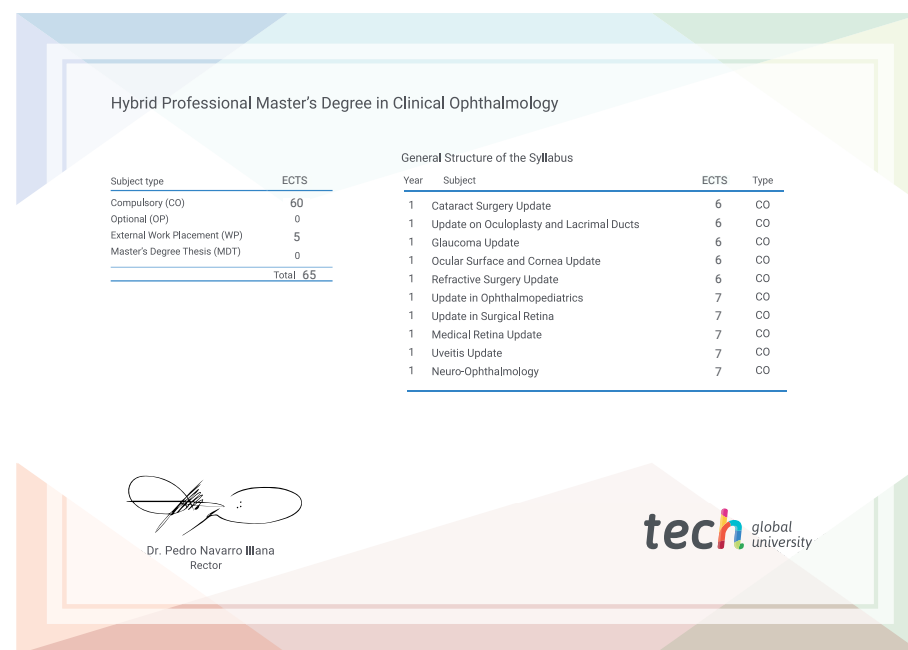 Hybrid Professional Master's Degree in Clinical Ophthalmology
Subject type ECTS
Compulsory (CO) 60
Optional (OP) 0
External Work Placement (WP) 5
Master's Degree Thesis (MDT) 0
Total 65
General Structure of the Syllabus
Year Subject ECTS Type
1 Cataract Surgery Update 6 CO
1 Update on Oculoplasty and Lacrimal Ducts 6 CO
1 Glaucoma Update 6 CO
1 Ocular Surface and Cornea Update 6 CO
1 Refractive Surgery Update 6 CO
1 Update in Ophthalmopediatrics 7 CO
1 Update in Surgical Retina 7 CO
1 Medical Retina Update 7 CO
1 Uveitis Update 7 CO
1 Neuro-Ophthalmology 7 CO
Dr. Pedro Navarro Illana
Rector
tech global
university